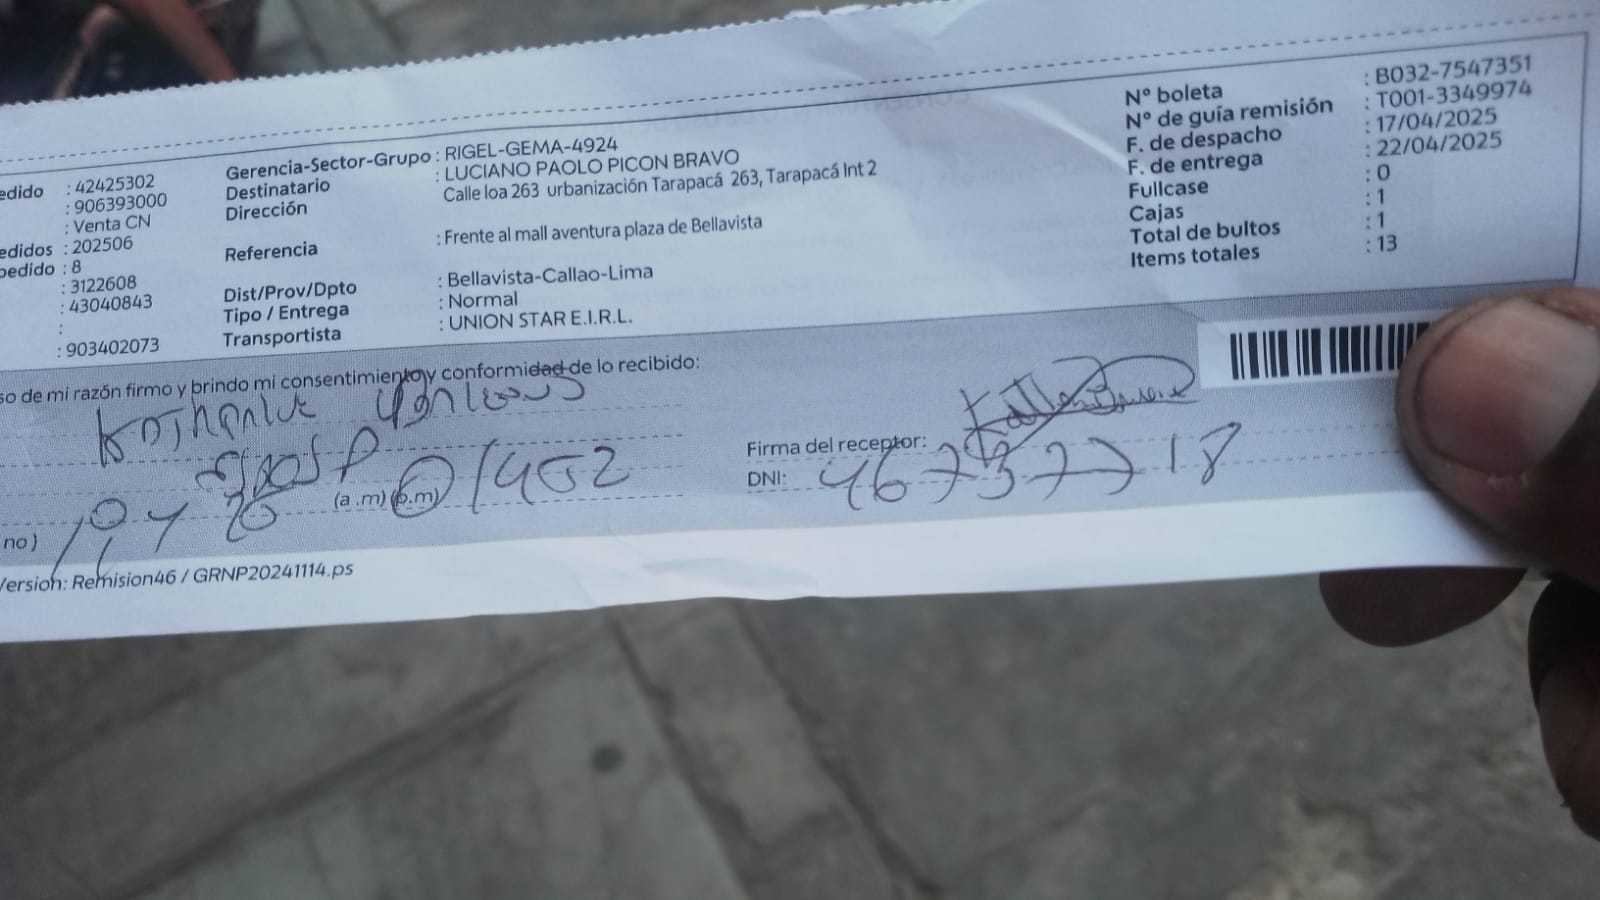 Nº boleta : B032-7547351
Nº de guía remisión : T001-3349974
F. de despacho : 17/04/2025
F. de entrega : 22/04/2025
Fullcase : 0
Cajas : 1
Total de bultos : 1
Items totales : 13
edido : 42425302
: 906393000
: Venta CN
edidos : 202506
pedido : 8
: 3122608
: 43040843
:
: 903402073
Gerencia-Sector-Grupo : RIGEL-GEMA-4924
Destinatario : LUCIANO PAOLO PICON BRAVO
Dirección : Calle loa 263 urbanización Tarapacá 263, Tarapacá Int 2
Referencia : Frente al mall aventura plaza de Bellavista
Dist/Prov/Dpto : Bellavista-Callao-Lima
Tipo / Entrega : Normal
Transportista : UNION STAR E.I.R.L.
so de mi razón firmo y brindo mi consentimiento y conformidad de lo recibido:
Firma del receptor:
DNI:
(a .m) (p.m)
no)
Version: Remision46 / GRNP20241114.ps